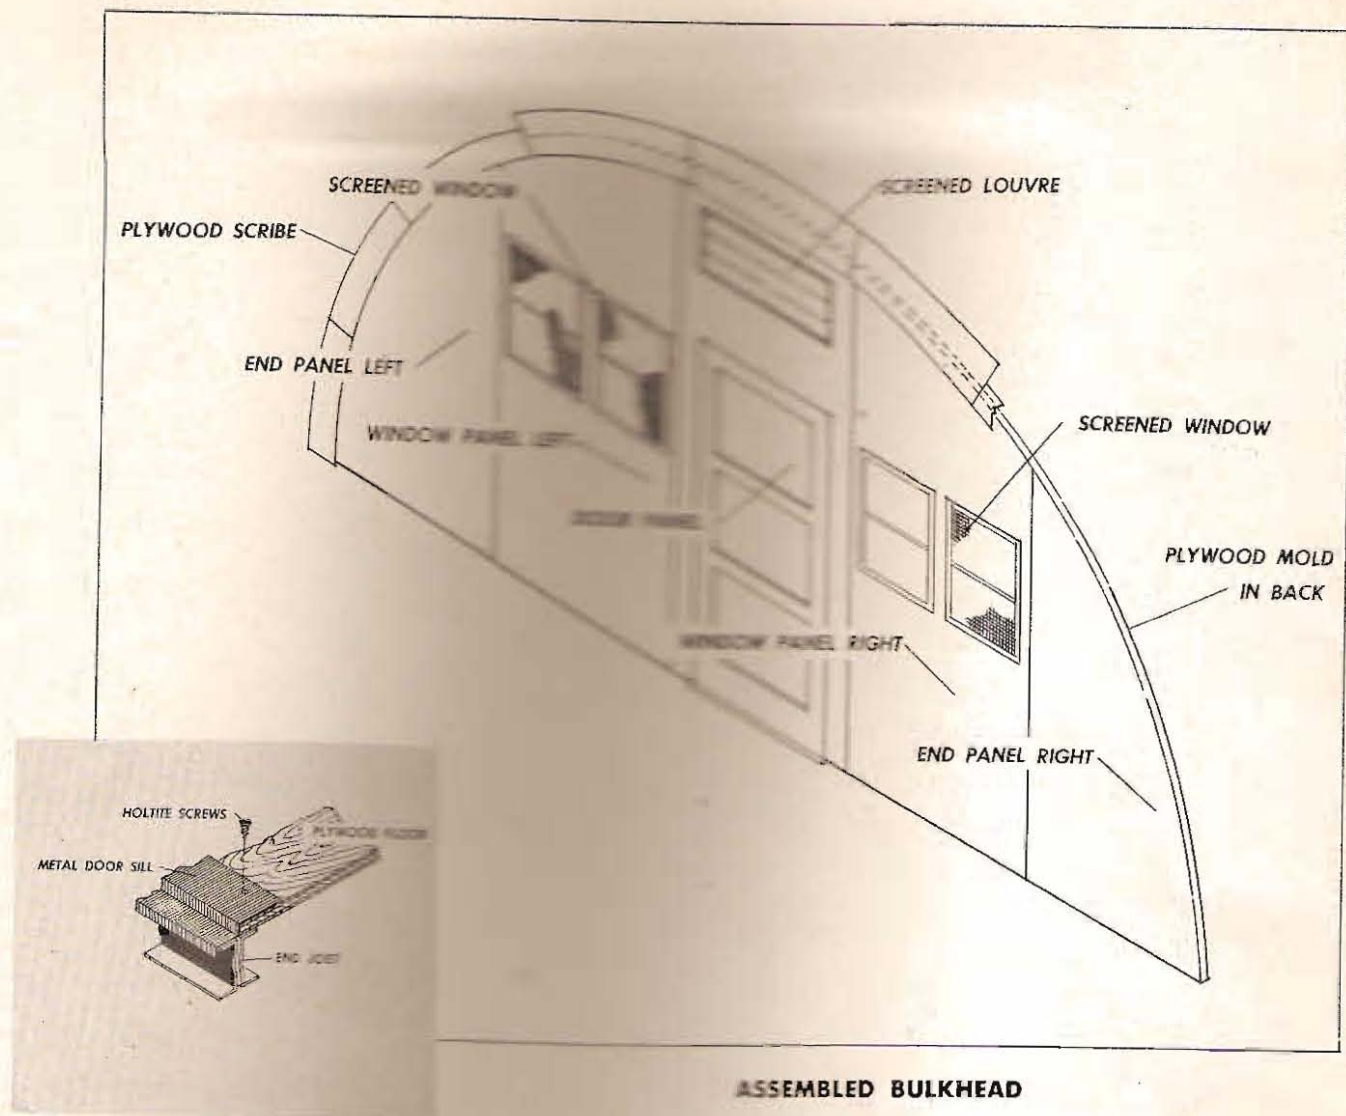 SCREENED WINDOW
SCREENED LOUVRE
PLYWOOD SCRIBE
END PANEL LEFT
WINDOW PANEL LEFT
SCREENED WINDOW
DOOR PANEL
PLYWOOD MOLD
IN BACK
WINDOW PANEL RIGHT
END PANEL RIGHT
HOLTITE SCREWS
PLYWOOD FLOOR
METAL DOOR SILL
END JOIST
ASSEMBLED BULKHEAD